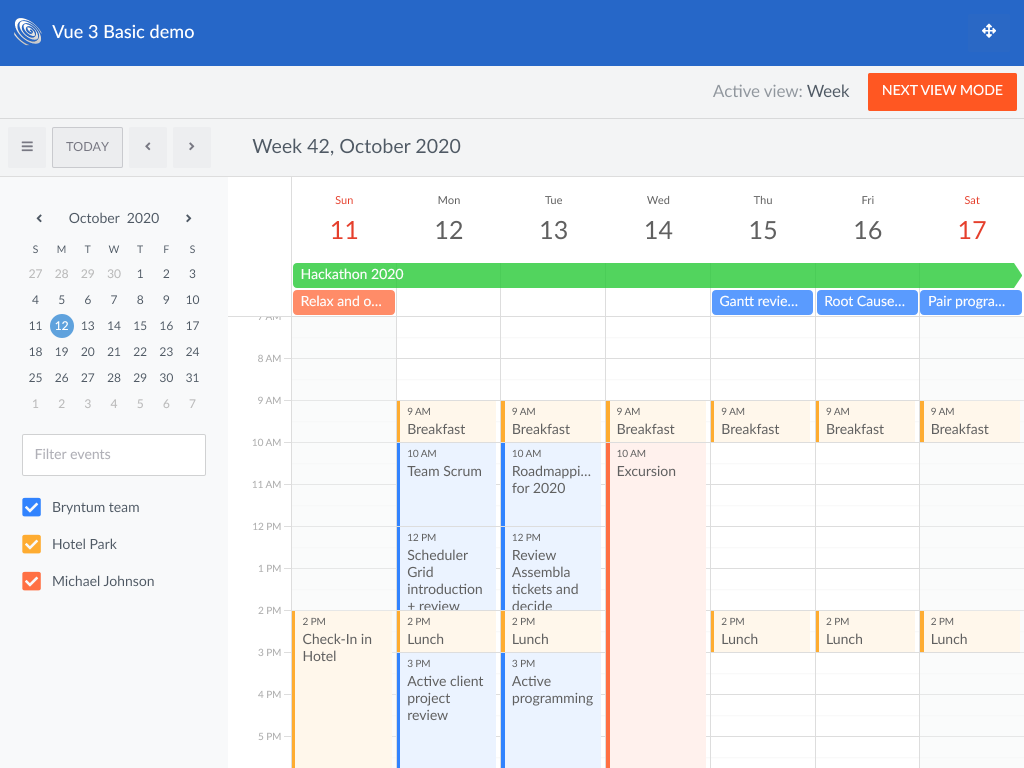 Vue 3 Basic demo
Active view: Week
NEXT VIEW MODE
TODAY
Week 42, October 2020
October 2020
S M T W T F S
27 28 29 30 1 2 3
4 5 6 7 8 9 10
11 12 13 14 15 16 17
18 19 20 21 22 23 24
25 26 27 28 29 30 31
1 2 3 4 5 6 7
Filter events
Bryntum team
Hotel Park
Michael Johnson
Sun Mon Tue Wed Thu Fri Sat
11 12 13 14 15 16 17
Hackathon 2020
Relax and o...
Gantt revie...
Root Cause...
Pair progra...
7 AM
8 AM
9 AM
10 AM
11 AM
12 PM
1 PM
2 PM
3 PM
4 PM
5 PM
2 PM
Check-In in
Hotel
9 AM
Breakfast
10 AM
Team Scrum
12 PM
Scheduler
Grid
introduction
+ review
2 PM
Lunch
3 PM
Active client
project
review
9 AM
Breakfast
10 AM
Roadmappi...
for 2020
12 PM
Review
Assembla
tickets and
decide
2 PM
Lunch
3 PM
Active
programming
9 AM
Breakfast
10 AM
Excursion
9 AM
Breakfast
2 PM
Lunch
9 AM
Breakfast
2 PM
Lunch
9 AM
Breakfast
2 PM
Lunch